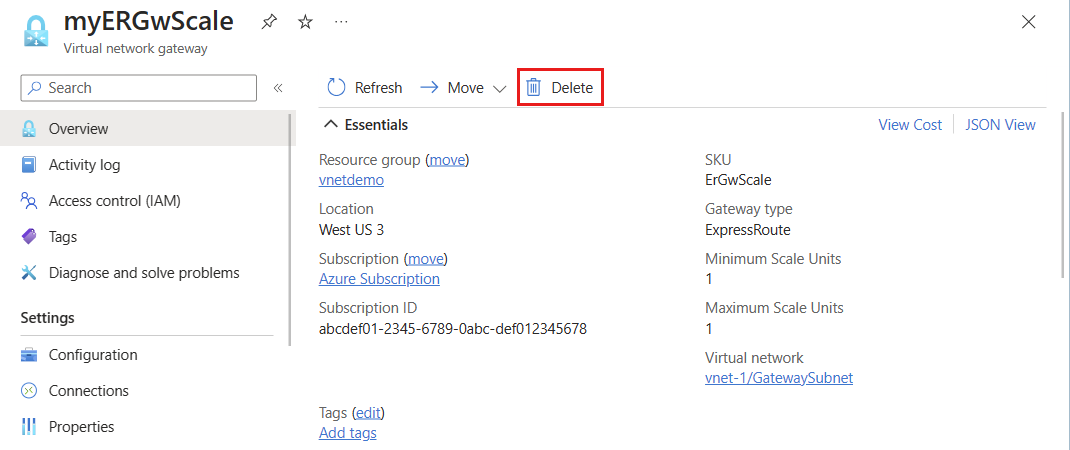 myERGwScale
Virtual network gateway
Search
Overview
Activity log
Access control (IAM)
Tags
Diagnose and solve problems
Settings
Configuration
Connections
Properties
Refresh Move Delete
Essentials
View Cost JSON View
Resource group (move)
vnetdemo
Location
West US 3
Subscription (move)
Azure Subscription
Subscription ID
abcdef01-2345-6789-0abc-def012345678
SKU
ErGwScale
Gateway type
ExpressRoute
Minimum Scale Units
1
Maximum Scale Units
1
Virtual network
vnet-1/GatewaySubnet
Tags (edit)
Add tags